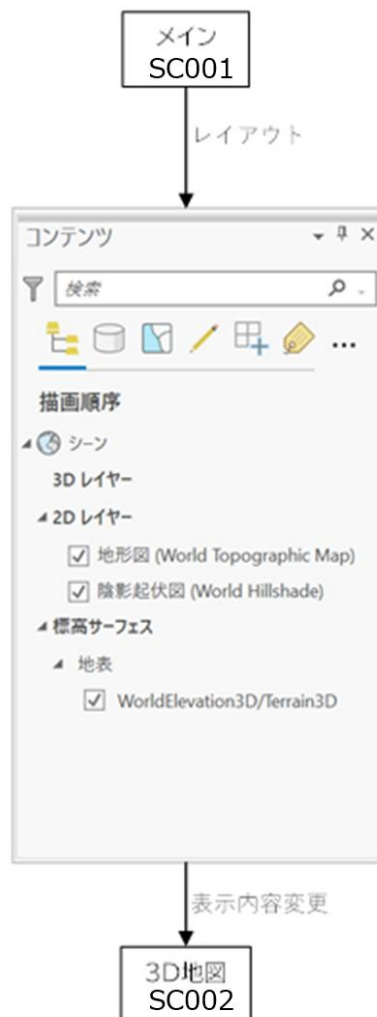 メイン
SC001
レイアウト
コンテンツ
検索
描画順序
シーン
3D レイヤー
2D レイヤー
地形図 (World Topographic Map)
陰影起伏図 (World Hillshade)
標高サーフェス
地表
WorldElevation3D/Terrain3D
表示内容変更
3D地図
SC002